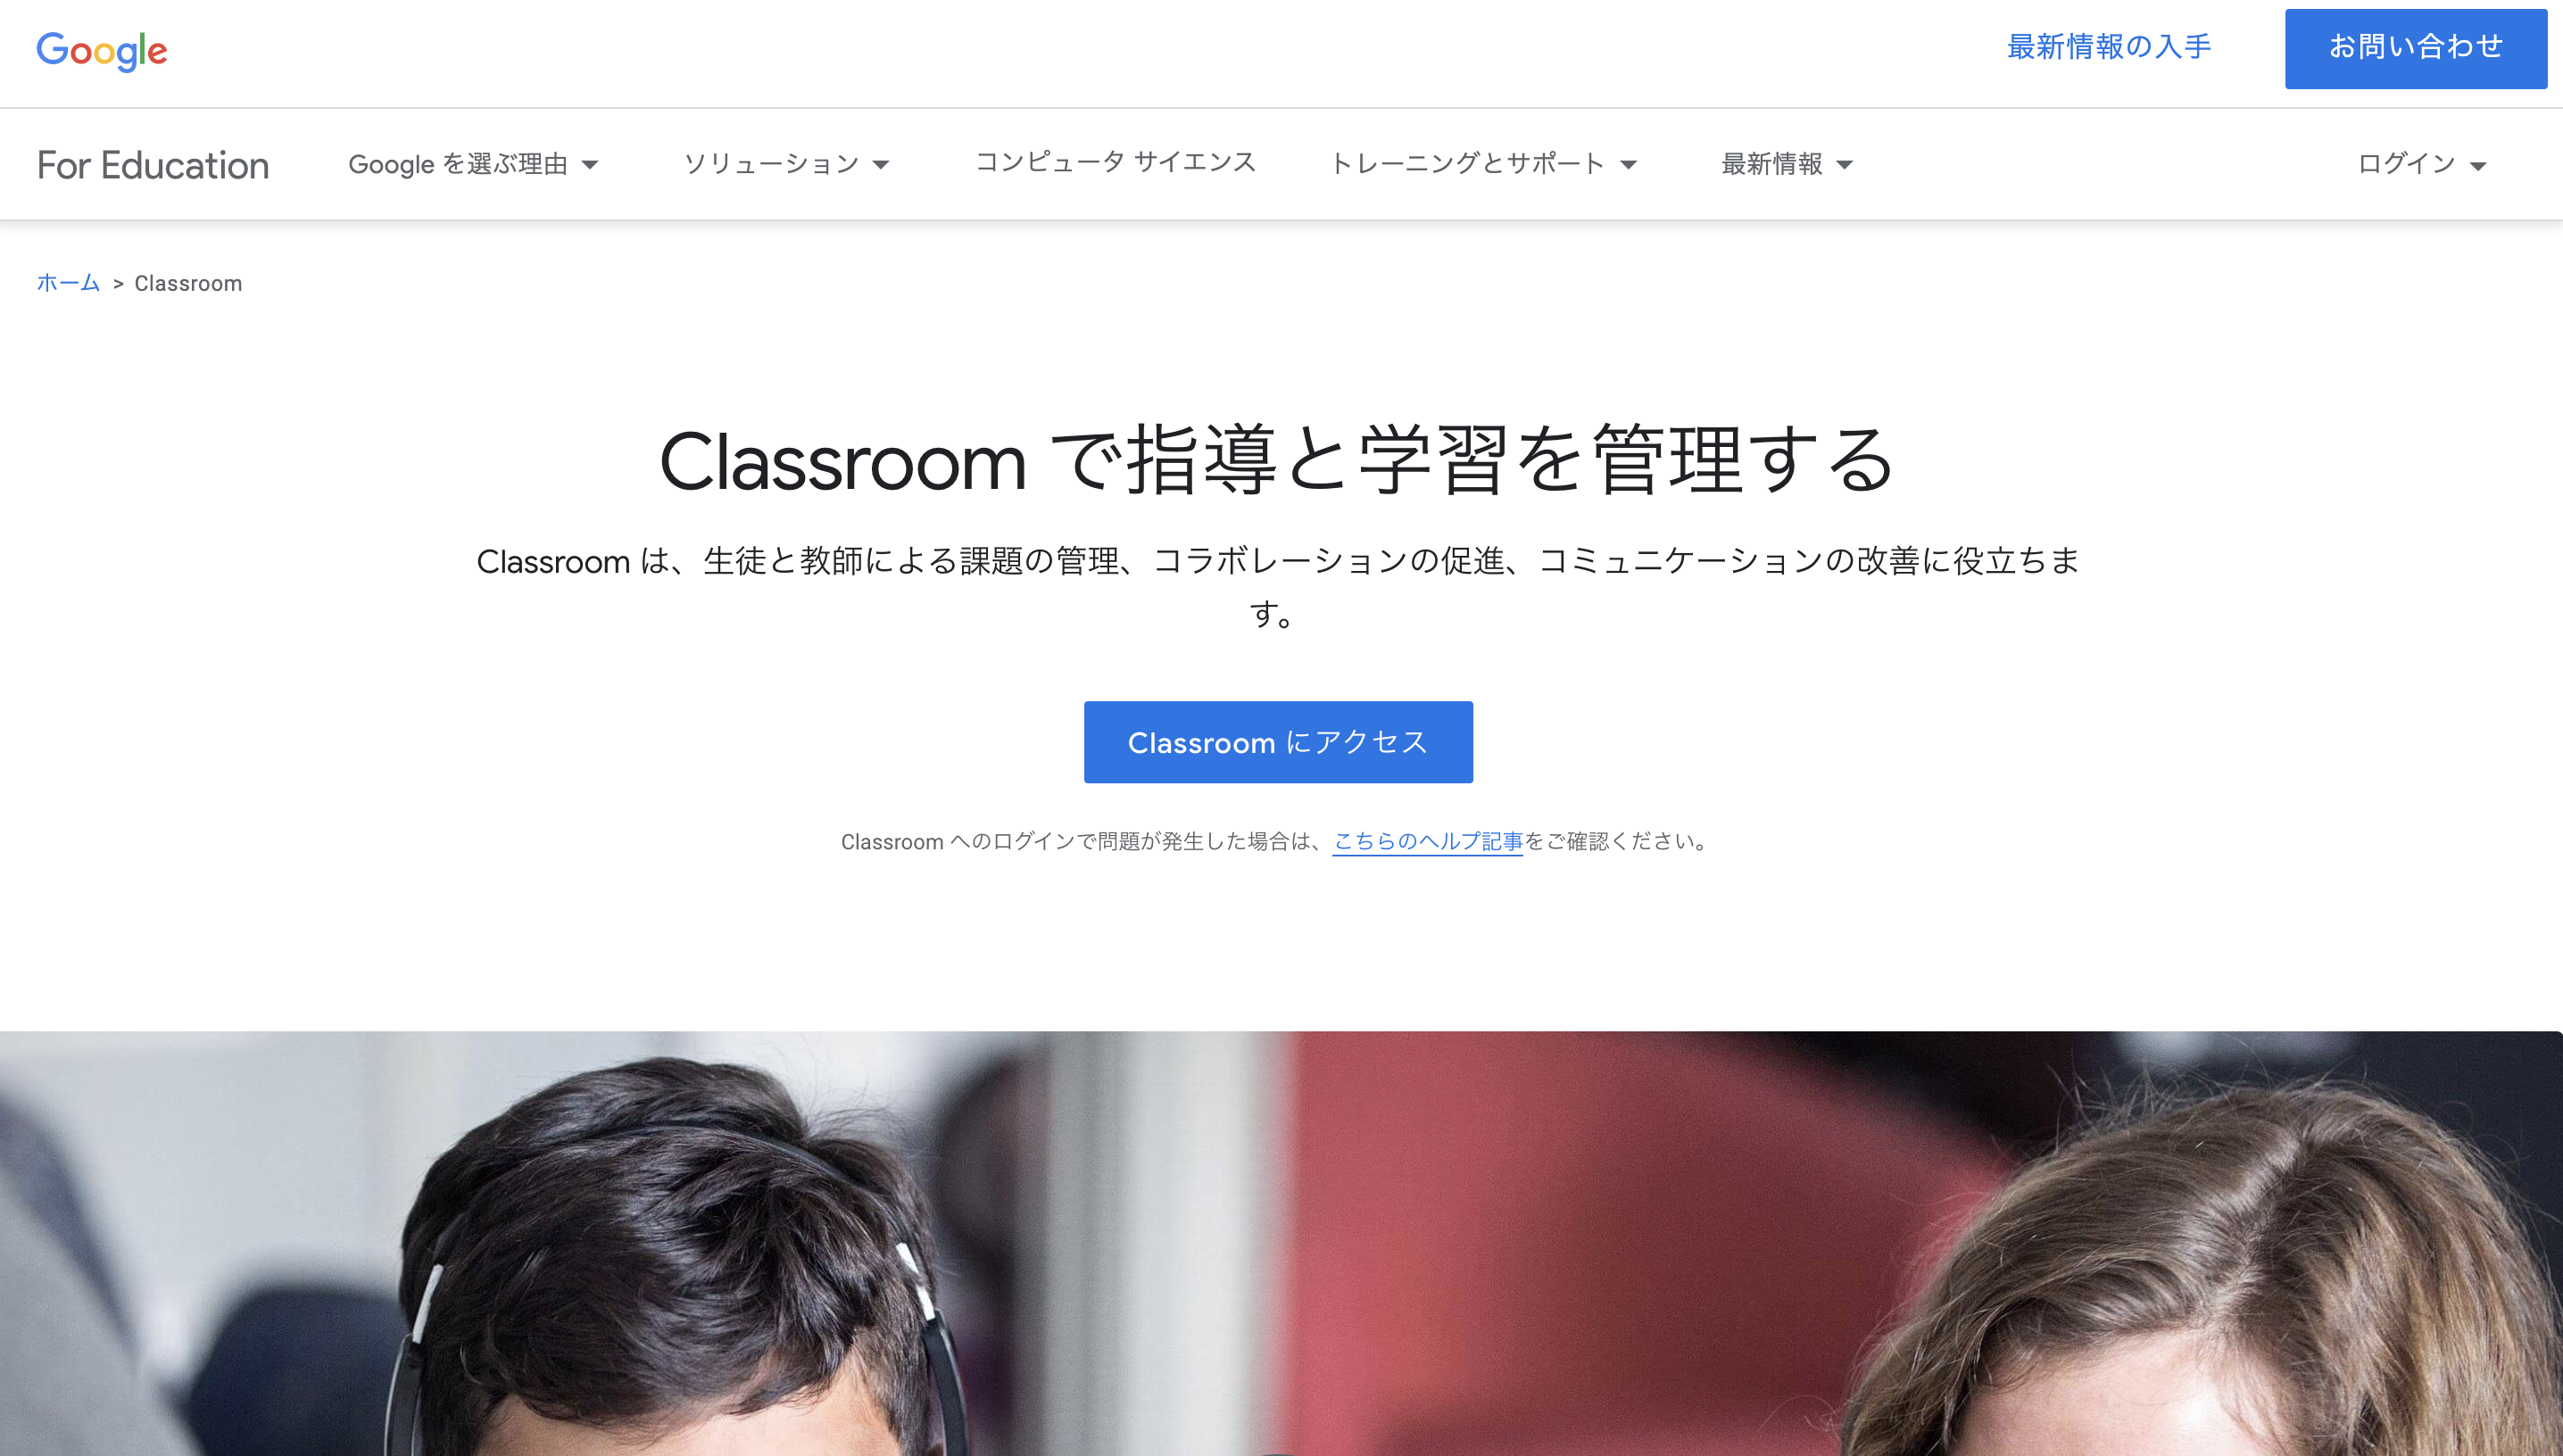 Google
最新情報の入手
お問い合わせ
For Education
Google を選ぶ理由
ソリューション
コンピュータ サイエンス
トレーニングとサポート
最新情報
ログイン
ホーム > Classroom
Classroom で指導と学習を管理する
Classroom は、生徒と教師による課題の管理、コラボレーションの促進、コミュニケーションの改善に役立ちま
す。
Classroom にアクセス
Classroom へのログインで問題が発生した場合は、こちらのヘルプ記事をご確認ください。